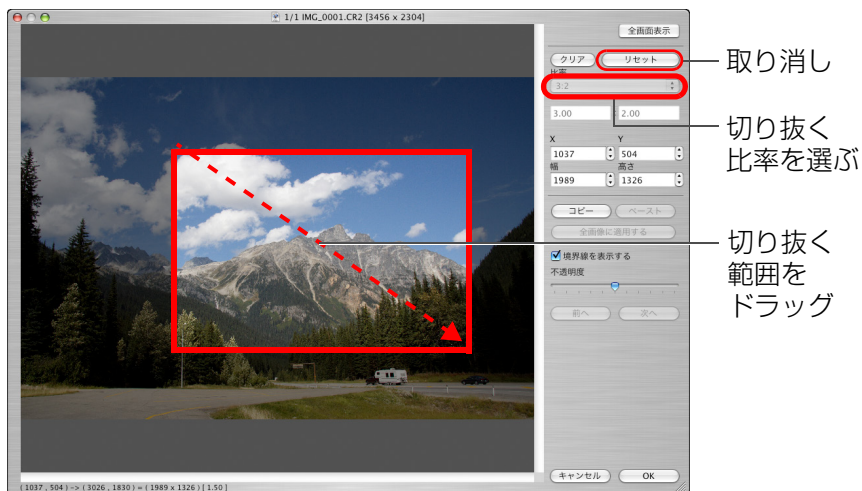 1/1 IMG_0001.CR2 [3456 x 2304]
全画面表示
クリア リセット
比率
3:2
3.00 : 2.00
X Y
1037 504
幅 高さ
1989 1326
コピー ペースト
全画像に適用する
境界線を表示する
不透明度
前へ 次へ
キャンセル OK
( 1037 , 504 ) -> ( 3026 , 1830 ) = ( 1989 x 1326 ) [ 1.50 ]
取り消し
切り抜く
比率を選ぶ
切り抜く
範囲を
ドラッグ